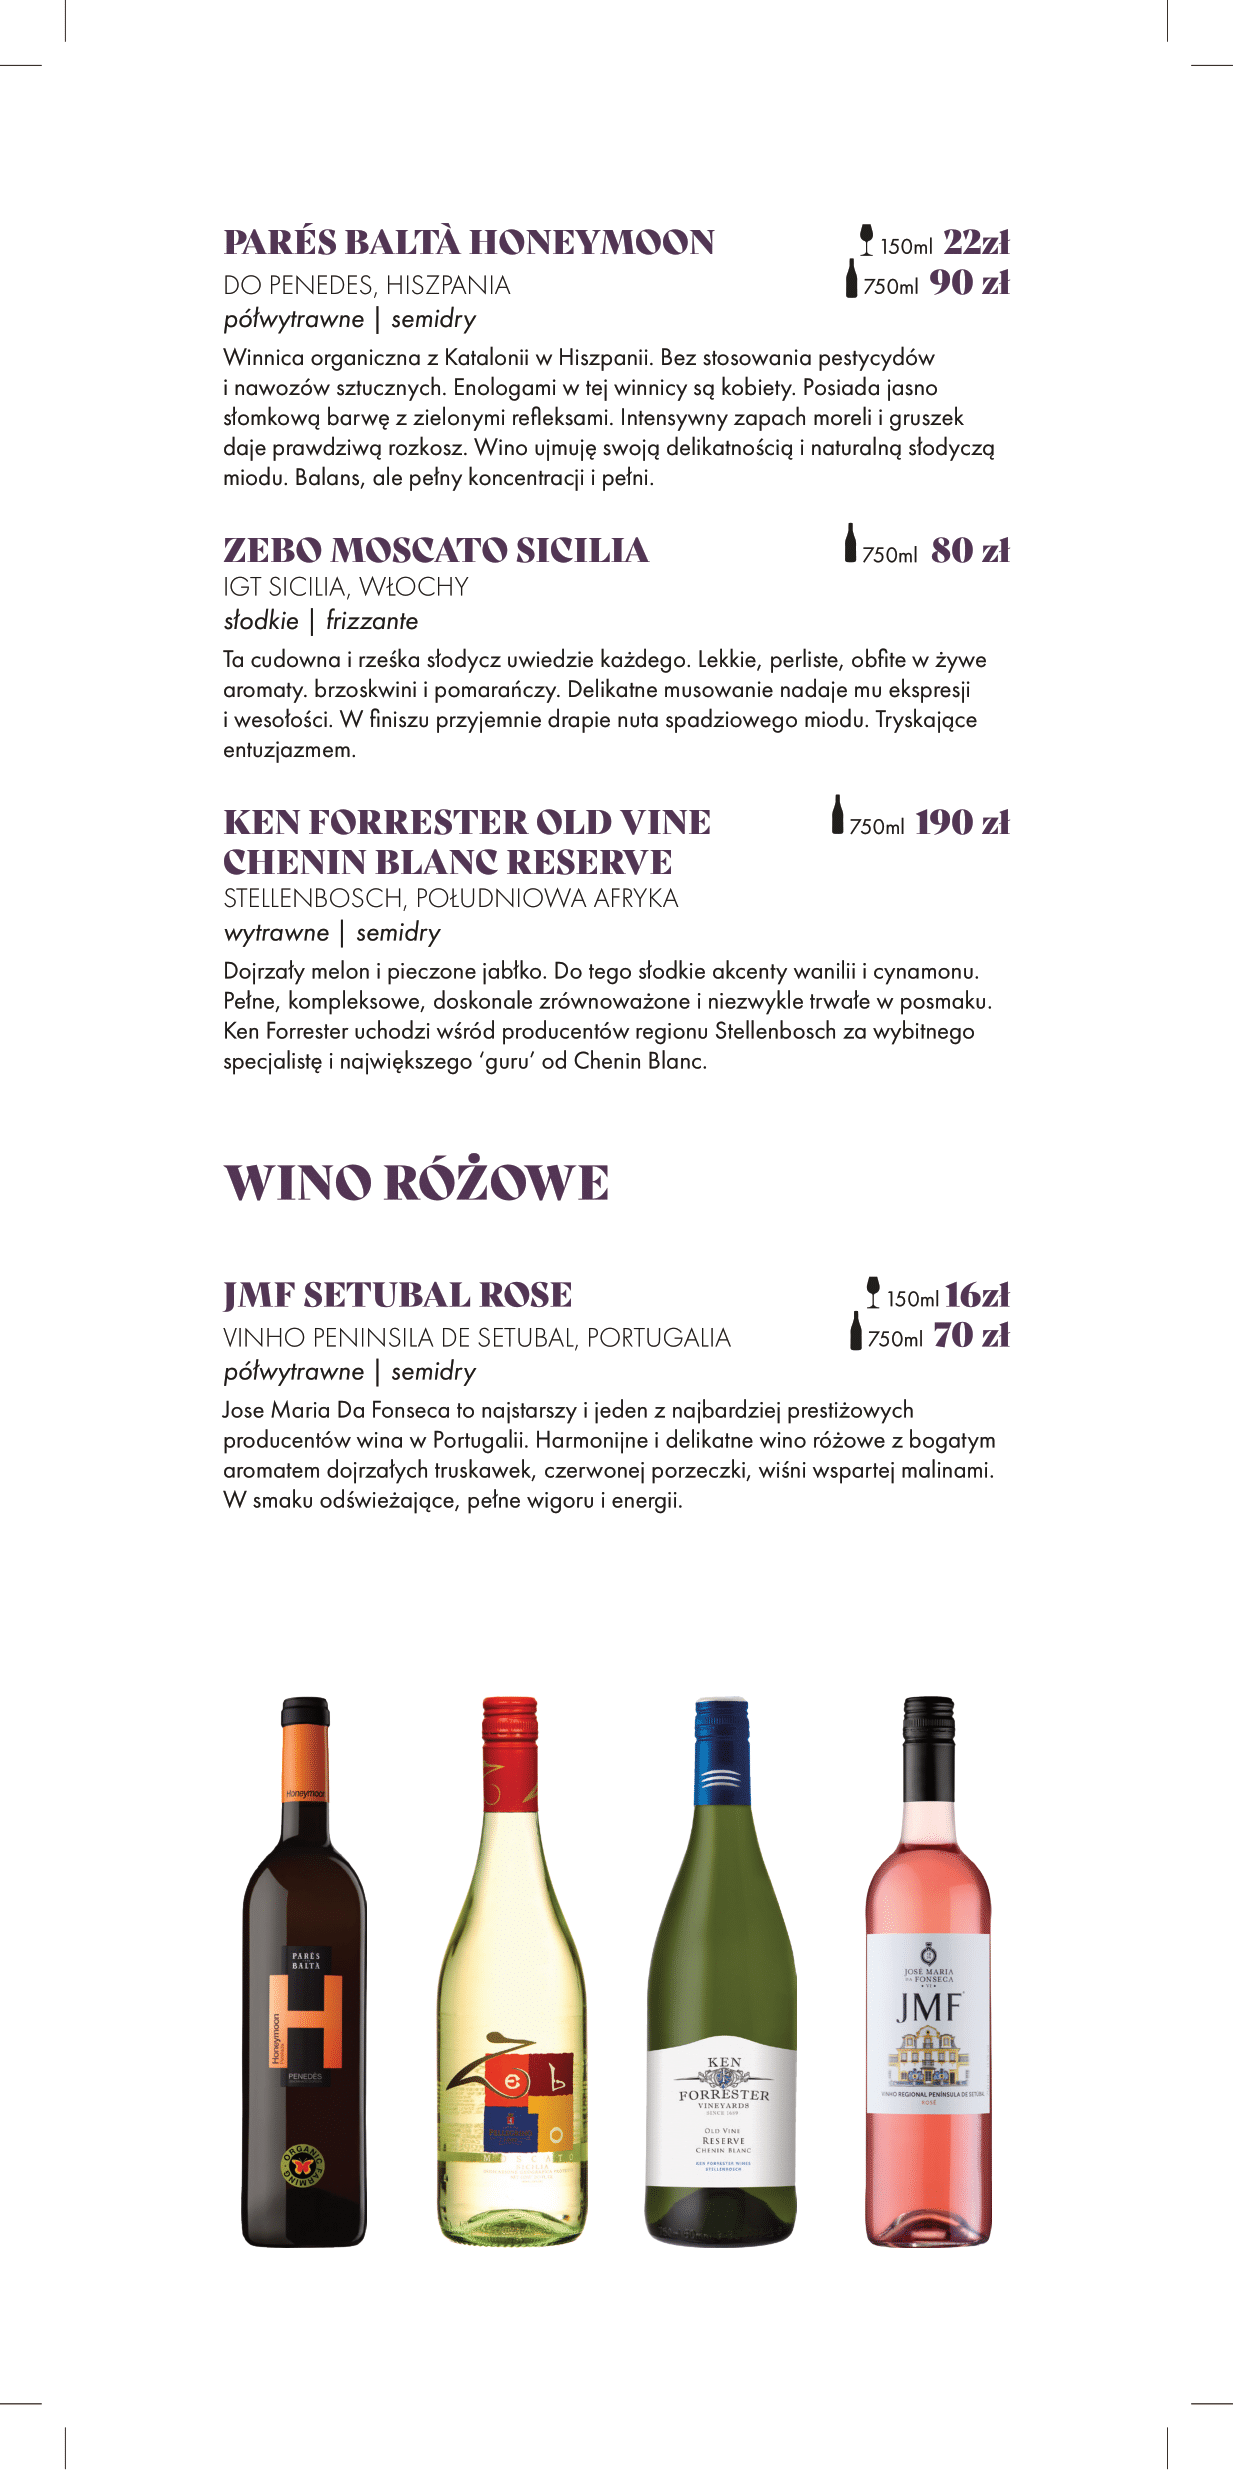 PARÉS BALTÀ HONEYMOON 150ml 22zł
DO PENEDES, HISZPANIA 750ml 90 zł
półwytrawne | semidry
Winnica organiczna z Katalonii w Hiszpanii. Bez stosowania pestycydów
i nawozów sztucznych. Enologami w tej winnicy są kobiety. Posiada jasno
słomkową barwę z zielonymi refleksami. Intensywny zapach moreli i gruszek
daje prawdziwą rozkosz. Wino ujmuję swoją delikatnością i naturalną słodyczą
miodu. Balans, ale pełny koncentracji i pełni.
ZEBO MOSCATO SICILIA 750ml 80 zł
IGT SICILIA, WŁOCHY
słodkie | frizzante
Ta cudowna i rześka słodycz uwiedzie każdego. Lekkie, perliste, obfite w żywe
aromaty. brzoskwini i pomarańczy. Delikatne musowanie nadaje mu ekspresji
i wesołości. W finiszu przyjemnie drapie nuta spadziowego miodu. Tryskające
entuzjazmem.
KEN FORRESTER OLD VINE 750ml 190 zł
CHENIN BLANC RESERVE
STELLENBOSCH, POŁUDNIOWA AFRYKA
wytrawne | semidry
Dojrzały melon i pieczone jabłko. Do tego słodkie akcenty wanilii i cynamonu.
Pełne, kompleksowe, doskonale zrównoważone i niezwykle trwałe w posmaku.
Ken Forrester uchodzi wśród producentów regionu Stellenbosch za wybitnego
specjalistę i największego ‘guru’ od Chenin Blanc.
WINO RÓŻOWE
JMF SETUBAL ROSE 150ml 16zł
VINHO PENINSILA DE SETUBAL, PORTUGALIA 750ml 70 zł
półwytrawne | semidry
Jose Maria Da Fonseca to najstarszy i jeden z najbardziej prestiżowych
producentów wina w Portugalii. Harmonijne i delikatne wino różowe z bogatym
aromatem dojrzałych truskawek, czerwonej porzeczki, wiśni wspartej malinami.
W smaku odświeżające, pełne wigoru i energii.
Honeymoon
PARÉS
BALTÀ
H
Honeymoon
PENEDÈS
ORGANIC FARMING
Zebo
MOSCATO
SICILIA
KEN
FORRESTER
VINEYARDS
SINCE 1689
OLD VINE
RESERVE
CHENIN BLANC
KEN FORRESTER WINES
STELLENBOSCH
JOSÉ MARIA
DA FONSECA
JMF
VINHO REGIONAL PENÍNSULA DE SETÚBAL
ROSÉ